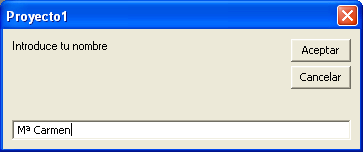 Proyecto1
Introduce tu nombre
Aceptar
Cancelar
Mª Carmen